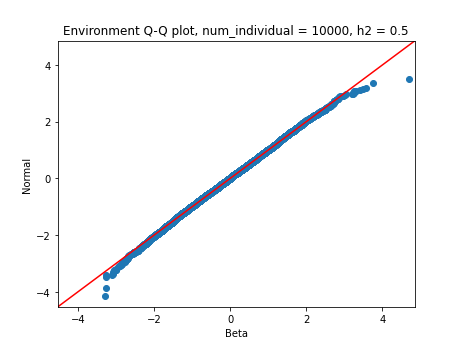 Environment Q-Q plot, num_individual = 10000, h2 = 0.5
4
2
0
−2
−4
Normal
−4 −2 0 2 4
Beta